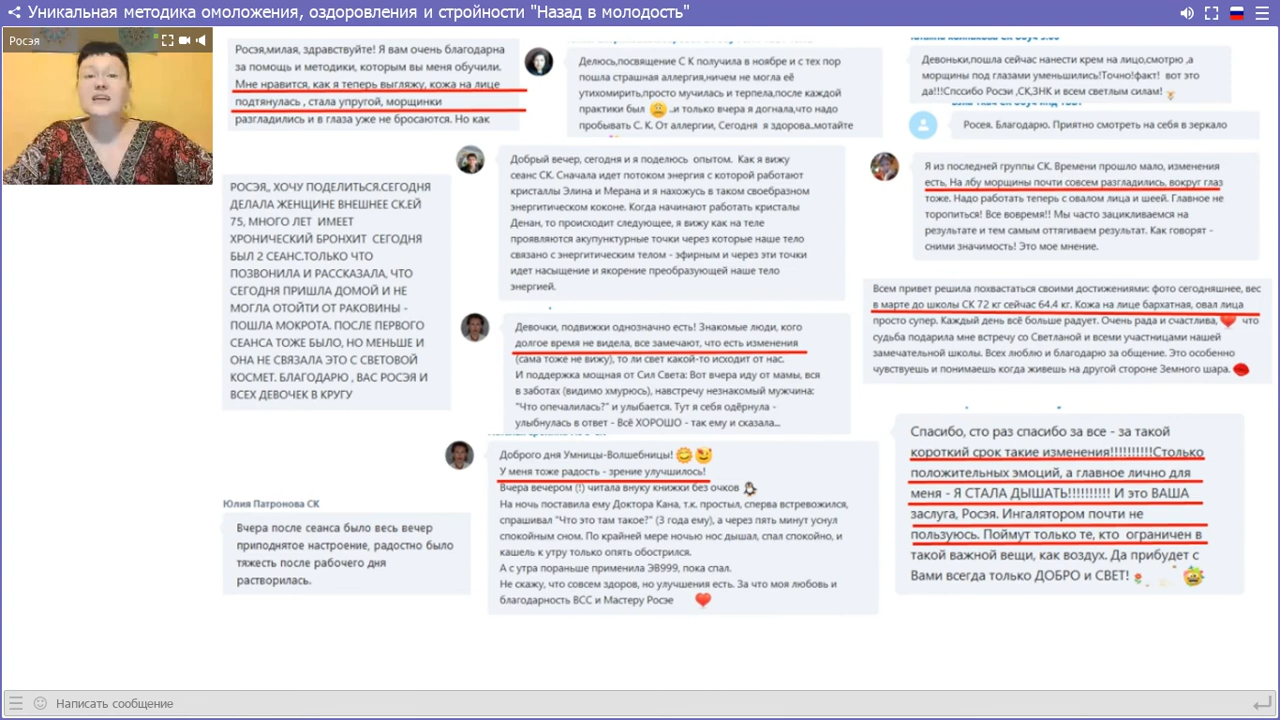 Уникальная методика омоложения, оздоровления и стройности "Назад в молодость"
Росэя
Росэя,милая, здравствуйте! Я вам очень благодарна
за помощь и методики, которым вы меня обучили.
Мне нравится, как я теперь выгляжу, кожа на лице
подтянулась , стала упругой, морщинки
разгладились и в глаза уже не бросаются. Но как
РОСЭЯ,, ХОЧУ ПОДЕЛИТЬСЯ.СЕГОДНЯ
ДЕЛАЛА ЖЕНЩИНЕ ВНЕШНЕЕ СК.ЕЙ
75, МНОГО ЛЕТ ИМЕЕТ
ХРОНИЧЕСКИЙ БРОНХИТ СЕГОДНЯ
БЫЛ 2 СЕАНС.ТОЛЬКО ЧТО
ПОЗВОНИЛА И РАССКАЗАЛА, ЧТО
СЕГОДНЯ ПРИШЛА ДОМОЙ И НЕ
МОГЛА ОТОЙТИ ОТ РАКОВИНЫ -
ПОШЛА МОКРОТА. ПОСЛЕ ПЕРВОГО
СЕАНСА ТОЖЕ БЫЛО, НО МЕНЬШЕ И
ОНА НЕ СВЯЗАЛА ЭТО С СВЕТОВОЙ
КОСМЕТ. БЛАГОДАРЮ , ВАС РОСЭЯ И
ВСЕХ ДЕВОЧЕК В КРУГУ
Юлия Патронова СК
Вчера после сеанса было весь вечер
приподнятое настроение, радостно было
тяжесть после рабочего дня
растворилась.
Делюсь,посвящение С К получила в ноябре и с тех пор
пошла страшная аллергия,ничем не могла её
утихомирить,просто мучилась и терпела,после каждой
практики был 😕 ..и только вчера я догнала,что надо
пробывать С. К. От аллергии, Сегодня я здорова..мотайте
Добрый вечер, сегодня и я поделюсь опытом. Как я вижу
сеанс СК. Сначала идет потоком энергия с которой работают
кристаллы Элина и Мерана и я нахожусь в таком своеобразном
энергетическом коконе. Когда начинают работать кристалы
Денан, то происходит следующее, я вижу как на теле
проявляются акупунктурные точки через которые наше тело
связано с энергитическим телом - эфирным и через эти точки
идет насыщение и якорение преобразующей наше тело
энергией.
Девочки, подвижки однозначно есть! Знакомые люди, кого
долгое время не видела, все замечают, что есть изменения
(сама тоже не вижу), то ли свет какой-то исходит от нас.
И поддержка мощная от Сил Света: Вот вчера иду от мамы, вся
в заботах (видимо хмурюсь), навстречу незнакомый мужчина:
"Что опечалилась?" и улыбается. Тут я себя одёрнула -
улыбнулась в ответ - Всё ХОРОШО - так ему и сказала...
Доброго дня Умницы-Волшебницы!
У меня тоже радость - зрение улучшилось!
Вчера вечером (!) читала внуку книжки без очков
На ночь поставила ему Доктора Кана, т.к. простыл, сперва встревожился,
спрашивал "Что это там такое?" (3 года ему), а через пять минут уснул
спокойным сном. По крайней мере ночью нос дышал, спал спокойно, и
кашель к утру только опять обострился.
А с утра пораньше применила ЭВ999, пока спал.
Не скажу, что совсем здоров, но улучшения есть. За что моя любовь и
благодарность ВСС и Мастеру Росэе ❤
Девоньки,пошла сейчас нанести крем на лицо,смотрю ,а
морщины под глазами уменьшились!Точно!факт! вот это
да!!!Спссибо Росэи ,СК,ЗНК и всем светлым силам!
Росея. Благодарю. Приятно смотреть на себя в зеркало
Я из последней группы СК. Времени прошло мало, изменения
есть, На лбу морщины почти совсем разгладились, вокруг глаз
тоже. Надо работать теперь с овалом лица и шеей. Главное не
торопиться! Все вовремя!! Мы часто зацикливаемся на
результате и тем самым оттягиваем результат. Как говорят -
сними значимость! Это мое мнение.
Всем привет решила похвастаться своими достижениями: фото сегодняшнее, вес
в марте до школы СК 72 кг сейчас 64.4 кг. Кожа на лице бархатная, овал лица
просто супер. Каждый день всё больше радует. Очень рада и счастлива, ❤ что
судьба подарила мне встречу со Светланой и всеми участницами нашей
замечательной школы. Всех люблю и благодарю за общение. Это особенно
чувствуешь и понимаешь когда живешь на другой стороне Земного шара.
Спасибо, сто раз спасибо за все - за такой
короткий срок такие изменения!!!!!!!!!!Столько
положительных эмоций, а главное лично для
меня - Я СТАЛА ДЫШАТЬ!!!!!!!!!! И это ВАША
заслуга, Росэя. Ингалятором почти не
пользуюсь. Поймут только те, кто ограничен в
такой важной вещи, как воздух. Да прибудет с
Вами всегда только ДОБРО и СВЕТ!
Написать сообщение